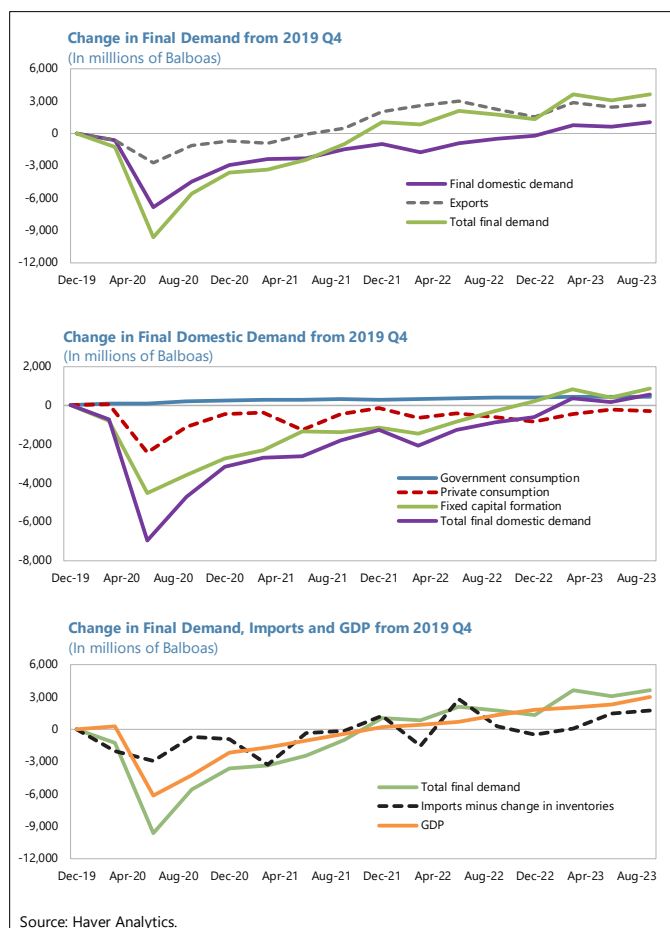 Change in Final Demand from 2019 Q4
(In milllions of Balboas)
6,000
3,000
0
-3,000
-6,000
-9,000
-12,000
Final domestic demand
Exports
Total final demand
Dec-19 Apr-20 Aug-20 Dec-20 Apr-21 Aug-21 Dec-21 Apr-22 Aug-22 Dec-22 Apr-23 Aug-23
Change in Final Domestic Demand from 2019 Q4
(In millions of Balboas)
2,000
0
-2,000
-4,000
-6,000
-8,000
Government consumption
Private consumption
Fixed capital formation
Total final domestic demand
Dec-19 Apr-20 Aug-20 Dec-20 Apr-21 Aug-21 Dec-21 Apr-22 Aug-22 Dec-22 Apr-23 Aug-23
Change in Final Demand, Imports and GDP from 2019 Q4
(In millions of Balboas)
6,000
3,000
0
-3,000
-6,000
-9,000
-12,000
Total final demand
Imports minus change in inventories
GDP
Dec-19 Apr-20 Aug-20 Dec-20 Apr-21 Aug-21 Dec-21 Apr-22 Aug-22 Dec-22 Apr-23 Aug-23
Source: Haver Analytics.